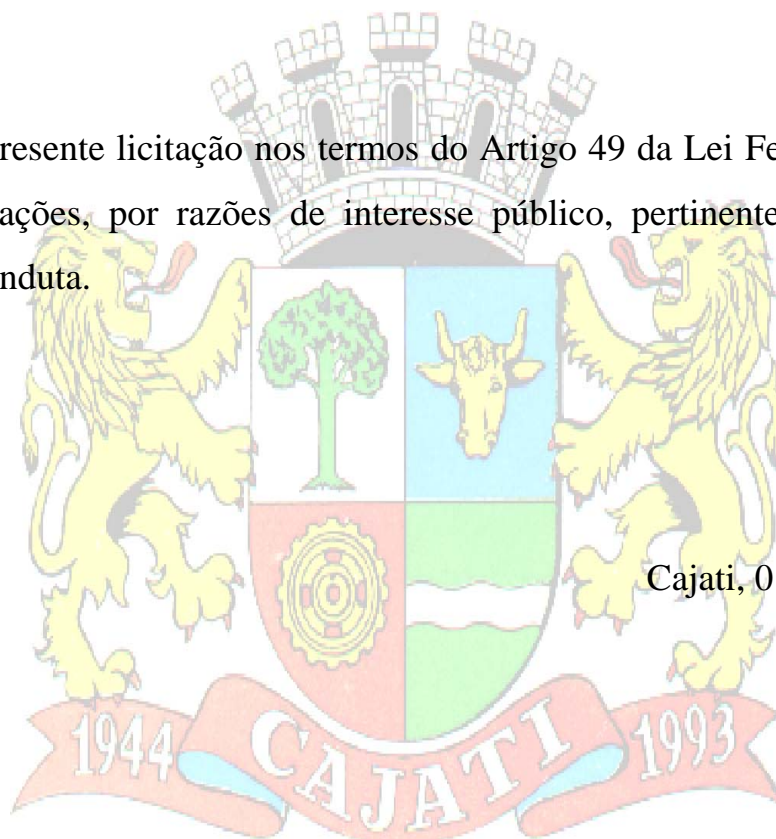 resente licitação nos termos do Artigo 49 da Lei Fe
ações, por razões de interesse público, pertinente
nduta.
Cajati, 0
1944 CAJATI 1993